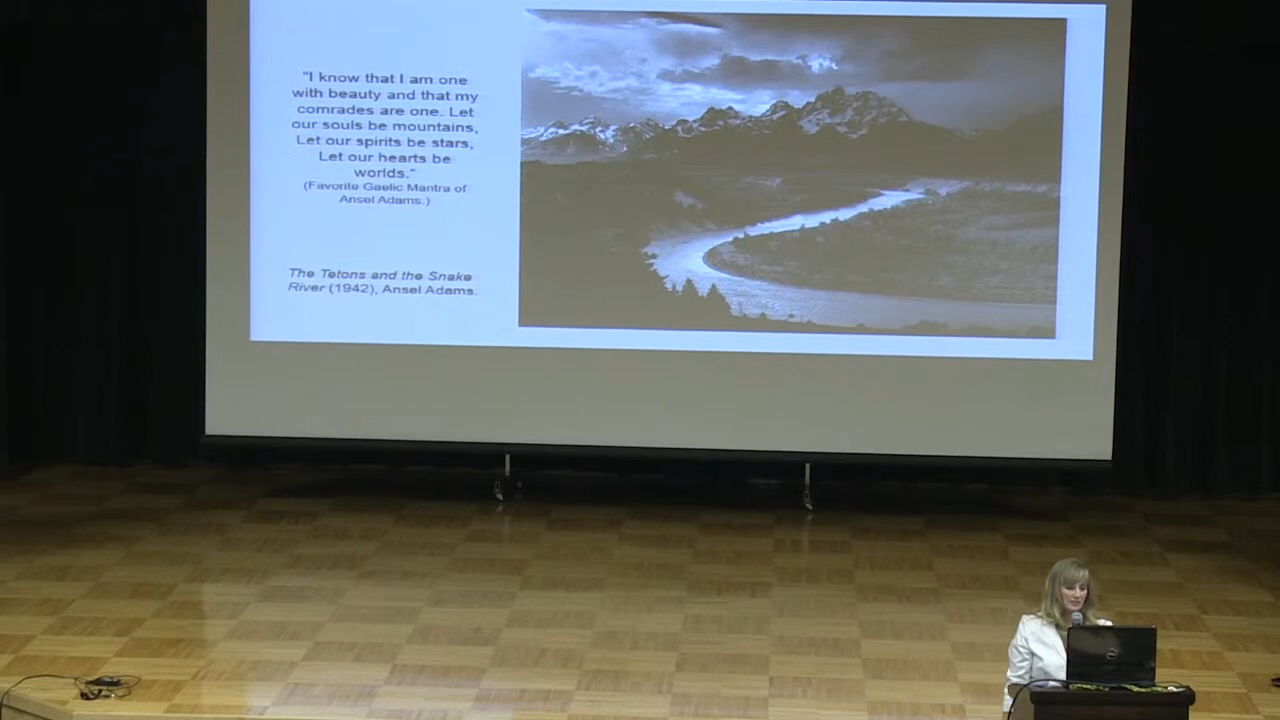 "I know that I am one
with beauty and that my
comrades are one. Let
our souls be mountains,
Let our spirits be stars,
Let our hearts be
worlds."
(Favorite Gaelic Mantra of
Ansel Adams.)
The Tetons and the Snake
River (1942), Ansel Adams.